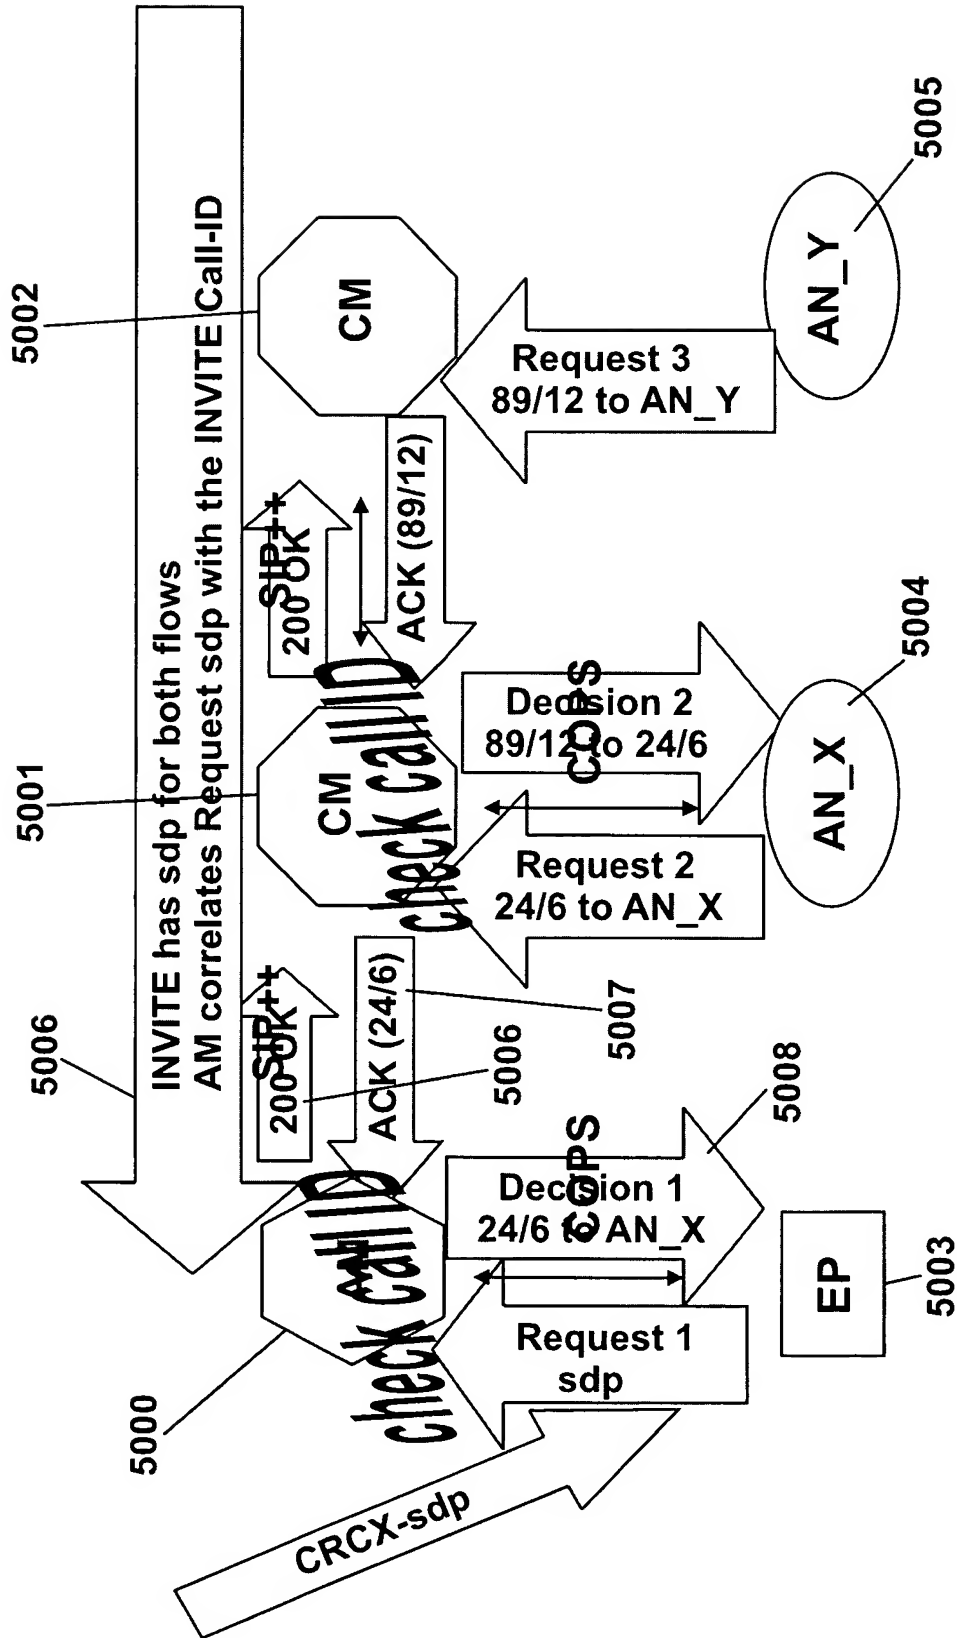 5006
5001
5002
INVITE has sdp for both flows
AM correlates Request sdp with the INVITE Call-ID
SIP++
200 OK
SIP++
200 OK
5000
check call ID
CM
check call ID
CM
ACK (24/6)
ACK (89/12)
5006
5007
CRCX-sdp
Request 1
sdp
Decision 1
24/6 to AN_X
COPS
Request 2
24/6 to AN_X
Decision 2
89/12 to 24/6
COPS
Request 3
89/12 to AN_Y
5008
EP
5003
AN_X
5004
AN_Y
5005